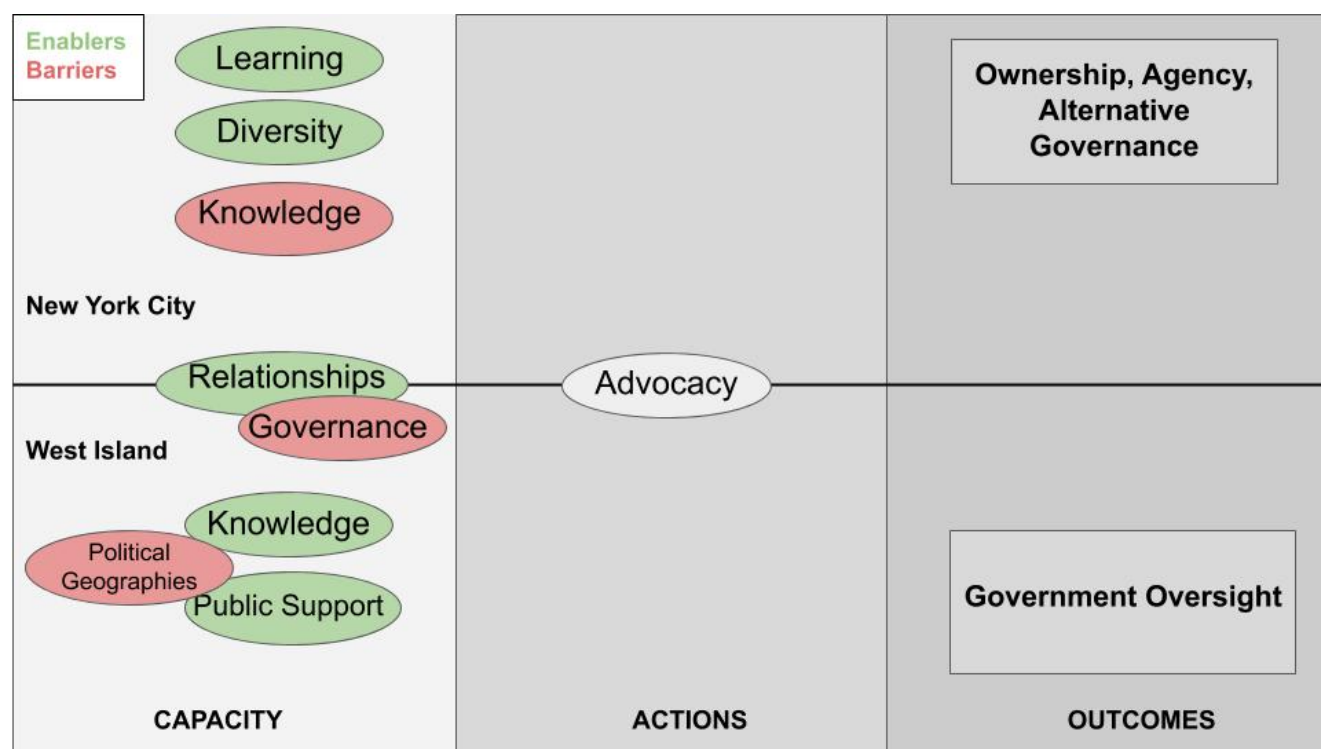 Enablers
Barriers
Learning
Diversity
Knowledge
New York City
Relationships
Governance
West Island
Knowledge
Political
Geographies
Public Support
CAPACITY
Advocacy
ACTIONS
Ownership, Agency,
Alternative
Governance
Government Oversight
OUTCOMES